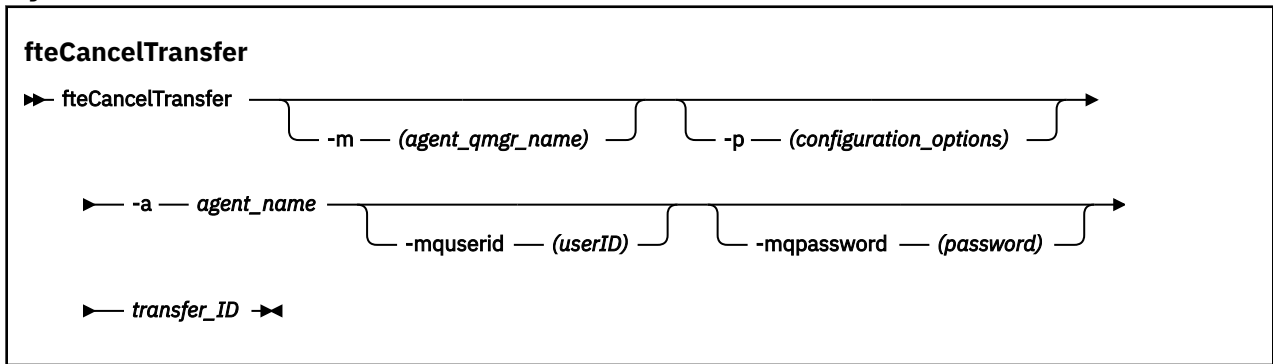 fteCancelTransfer
fteCancelTransfer
-m (agent_qmgr_name) -p (configuration_options)
-a agent_name
-mquserid (userID) -mqpassword (password)
transfer_ID